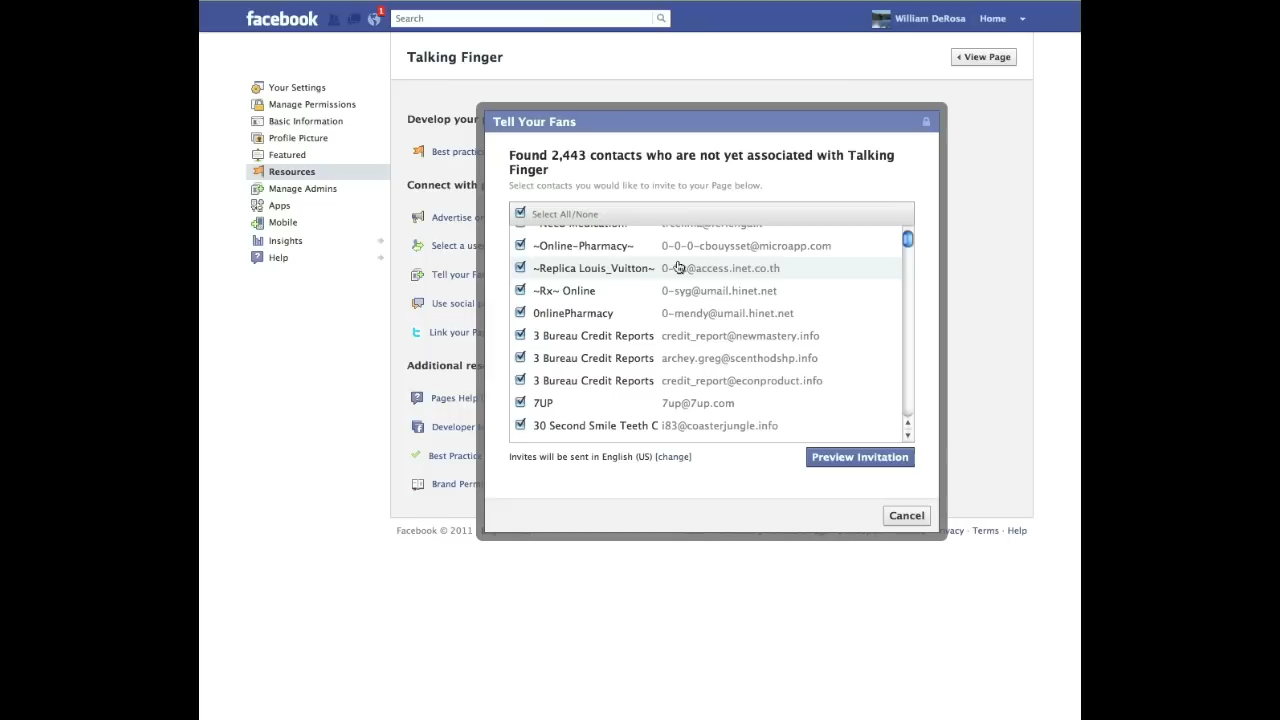 facebook
1
Search
William DeRosa
Home
Talking Finger
View Page
Your Settings
Manage Permissions
Basic Information
Profile Picture
Featured
Resources
Manage Admins
Apps
Mobile
Insights
Help
Develop your
Best practic
Connect with
Advertise on
Select a use
Tell your Fa
Use social p
Link your Pa
Additional res
Pages Help
Developer
Best Practice
Brand Perm
Tell Your Fans
Found 2,443 contacts who are not yet associated with Talking
Finger
Select contacts you would like to invite to your Page below.
Select All/None
~Online-Pharmacy~ 0-0-0-cbouysset@microapp.com
~Replica Louis_Vuitton~ @access.inet.co.th
~Rx~ Online 0-syg@umail.hinet.net
0nlinePharmacy 0-mendy@umail.hinet.net
3 Bureau Credit Reports credit_report@newmastery.info
3 Bureau Credit Reports archey.greg@scenthodshp.info
3 Bureau Credit Reports credit_report@econproduct.info
7UP 7up@7up.com
30 Second Smile Teeth C i83@coasterjungle.info
Invites will be sent in English (US) [change]
Preview Invitation
Cancel
Facebook © 2011
vacy · Terms · Help